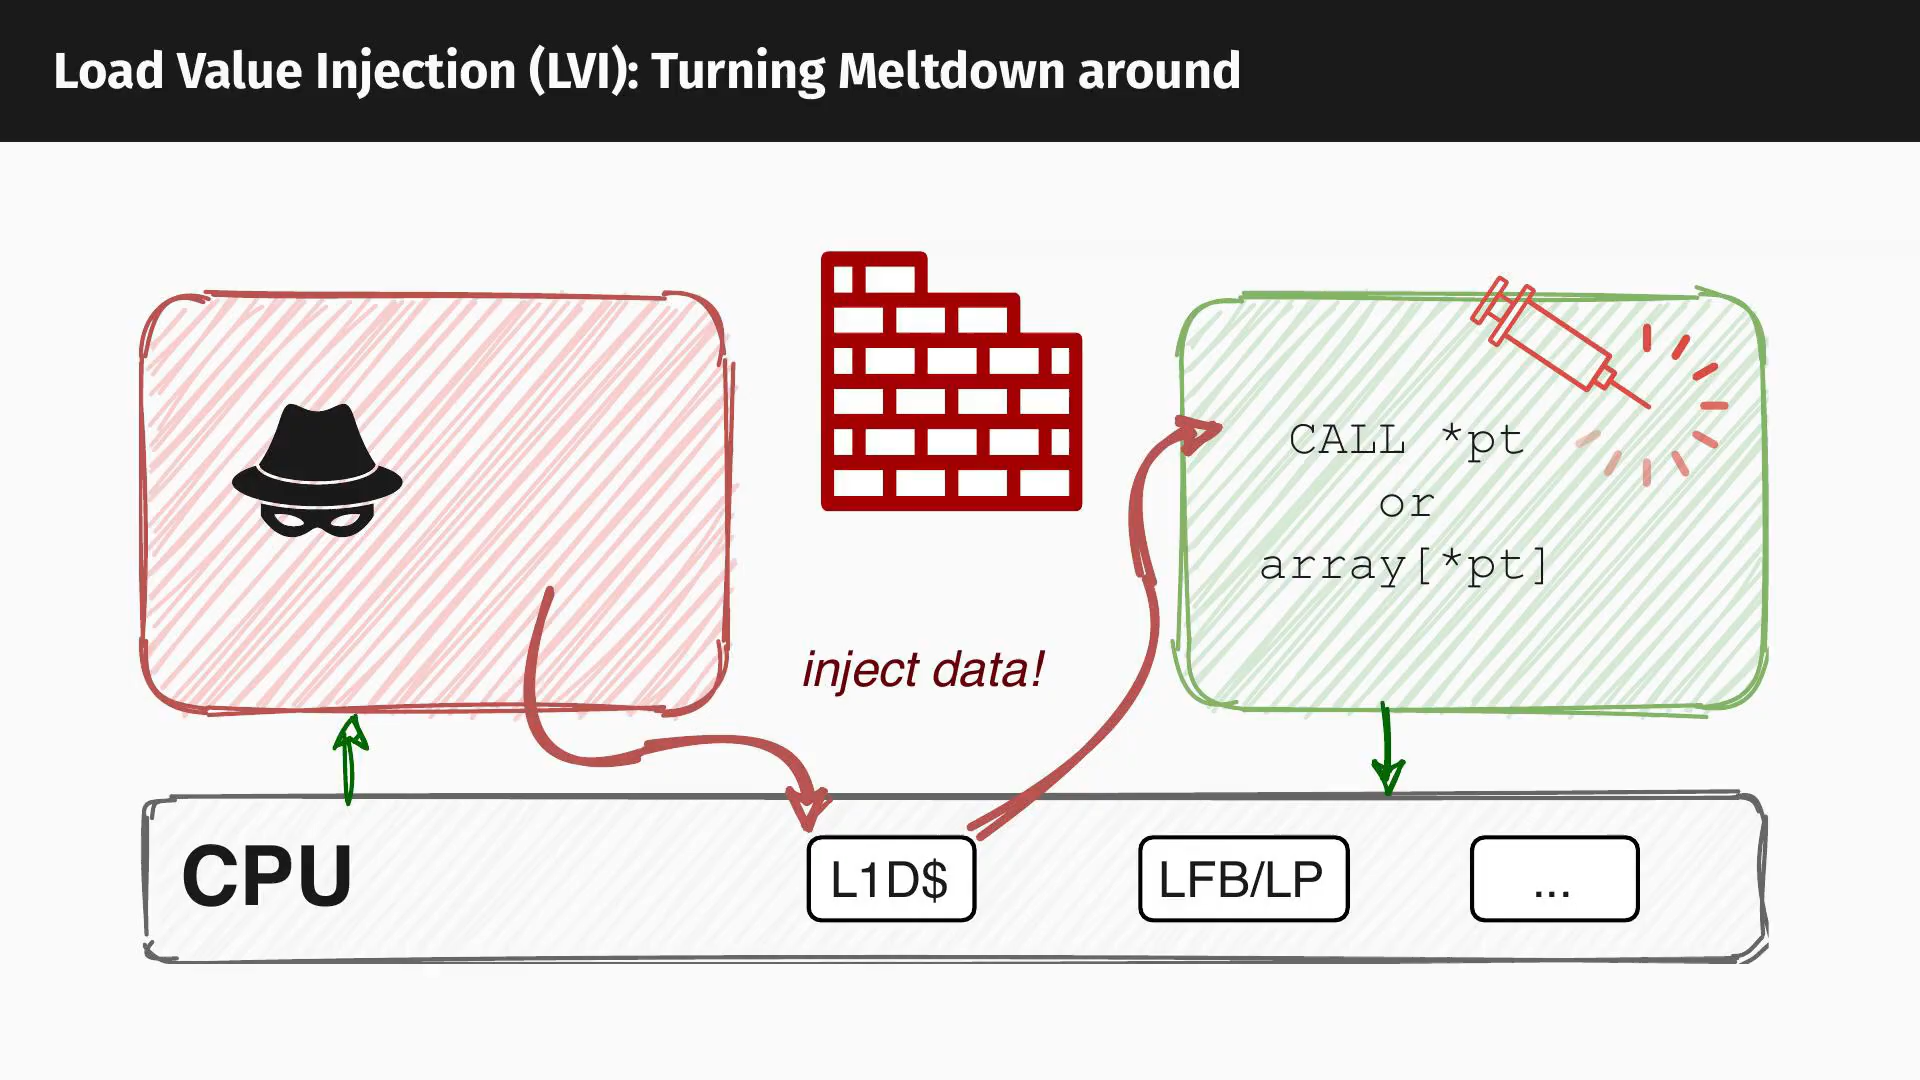 Load Value Injection (LVI): Turning Meltdown around
CALL *pt
or
array[*pt]
inject data!
CPU
L1D$
LFB/LP
...